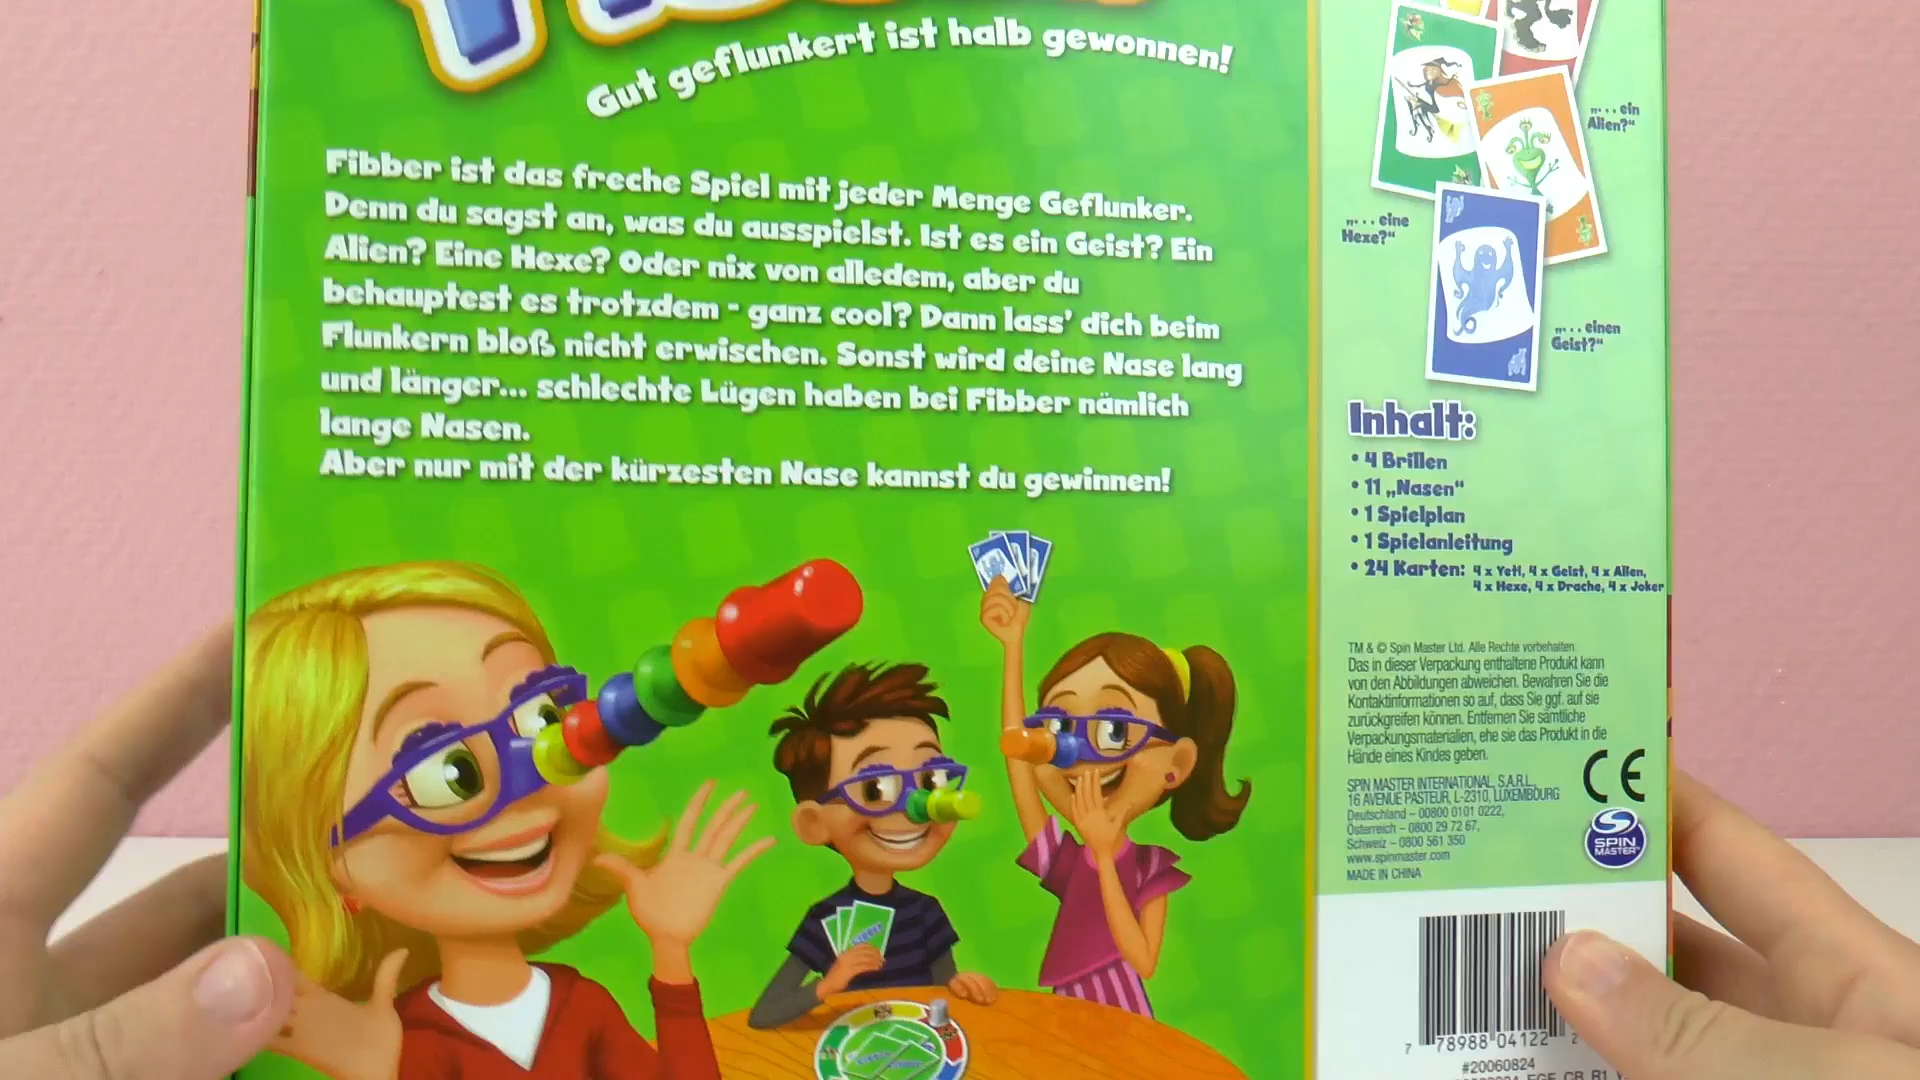 Gut geflunkert ist halb gewonnen!
Fibber ist das freche Spiel mit jeder Menge Geflunker.
Denn du sagst an, was du ausspielst. Ist es ein Geist? Ein
Alien? Eine Hexe? Oder nix von alledem, aber du
behauptest es trotzdem - ganz cool? Dann lass' dich beim
Flunkern bloß nicht erwischen. Sonst wird deine Nase lang
und länger... schlechte Lügen haben bei Fibber nämlich
lange Nasen.
Aber nur mit der kürzesten Nase kannst du gewinnen!
„... ein
Alien?“
„... eine
Hexe?“
„... einen
Geist?“
Inhalt:
• 4 Brillen
• 11 „Nasen“
• 1 Spielplan
• 1 Spielanleitung
• 24 Karten: 4 x Yeti, 4 x Geist, 4 x Alien,
4 x Hexe, 4 x Drache, 4 x Joker
TM & © Spin Master Ltd. Alle Rechte vorbehalten.
Das in dieser Verpackung enthaltene Produkt kann
von den Abbildungen abweichen. Bewahren Sie die
Kontaktinformationen so auf, dass Sie ggf. auf sie
zurückgreifen können. Entfernen Sie sämtliche
Verpackungsmaterialien, ehe sie das Produkt in die
Hände eines Kindes geben.
CE
SPIN MASTER INTERNATIONAL, S.A.R.L.,
16 AVENUE PASTEUR, L-2310, LUXEMBOURG
Deutschland – 00800 0101 0222,
Österreich – 0800 29 72 67,
Schweiz – 0800 561 350
www.spinmaster.com
MADE IN CHINA
SPIN
MASTER™
7 78988 04122 2
#20060824